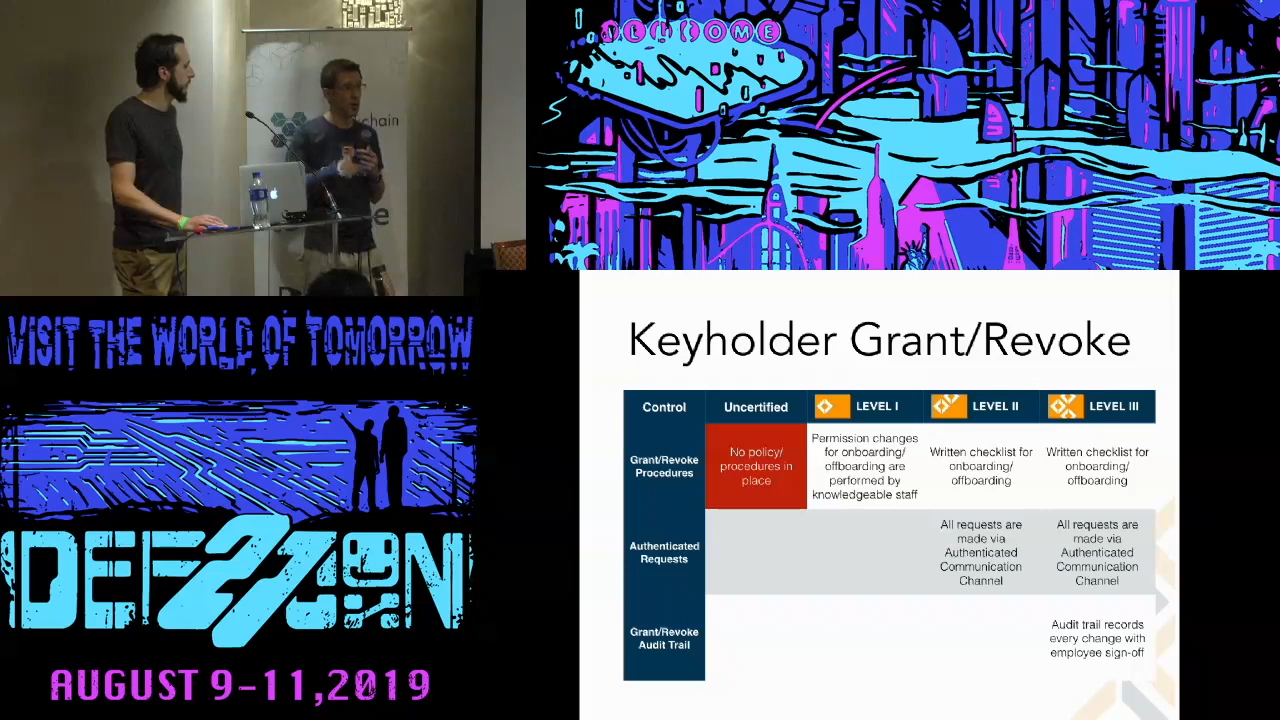 WELCOME
chain
VISIT THE WORLD OF TOMORROW
DEF CON
27
AUGUST 9-11,2019
Keyholder Grant/Revoke
Control
Uncertified
LEVEL I
LEVEL II
LEVEL III
Grant/Revoke
Procedures
No policy/
procedures in
place
Permission changes
for onboarding/
offboarding are
performed by
knowledgeable staff
Written checklist for
onboarding/
offboarding
Written checklist for
onboarding/
offboarding
Authenticated
Requests
All requests are
made via
Authenticated
Communication
Channel
All requests are
made via
Authenticated
Communication
Channel
Grant/Revoke
Audit Trail
Audit trail records
every change with
employee sign-off